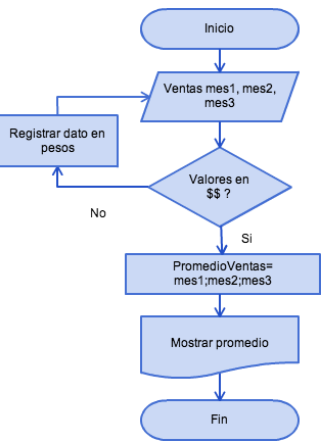 Inicio
Ventas mes1, mes2,
mes3
Registrar dato en
pesos
Valores en
$$ ?
No
Si
PromedioVentas=
mes1;mes2;mes3
Mostrar promedio
Fin